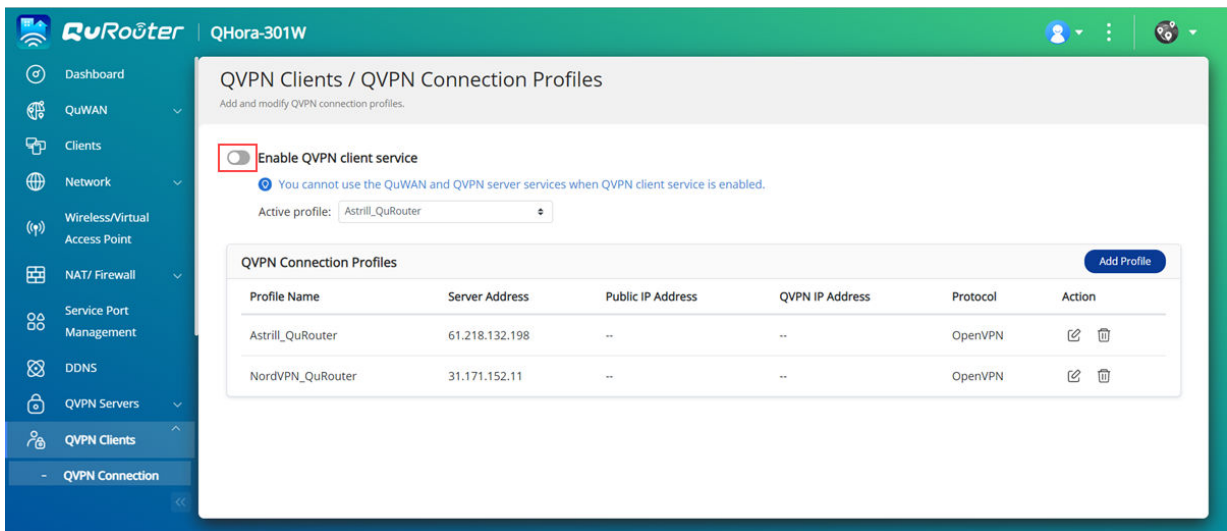 QuRouter QHora-301W
Dashboard
QuWAN
Clients
Network
Wireless/Virtual
Access Point
NAT/ Firewall
Service Port
Management
DDNS
QVPN Servers
QVPN Clients
- QVPN Connection
QVPN Clients / QVPN Connection Profiles
Add and modify QVPN connection profiles.
Enable QVPN client service
You cannot use the QuWAN and QVPN server services when QVPN client service is enabled.
Active profile: Astrill_QuRouter
QVPN Connection Profiles Add Profile
Profile Name Server Address Public IP Address QVPN IP Address Protocol Action
Astrill_QuRouter 61.218.132.198 -- -- OpenVPN
NordVPN_QuRouter 31.171.152.11 -- -- OpenVPN